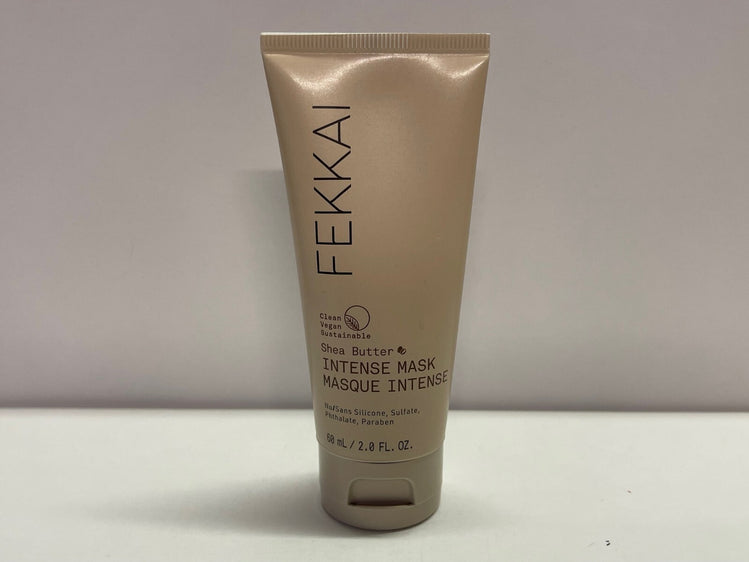 FEKKAI
Clean
Vegan
Sustainable
Shea Butter
INTENSE MASK
MASQUE INTENSE
No/Sans Silicone, Sulfate,
Phthalate, Paraben
60 mL / 2.0 FL. OZ.